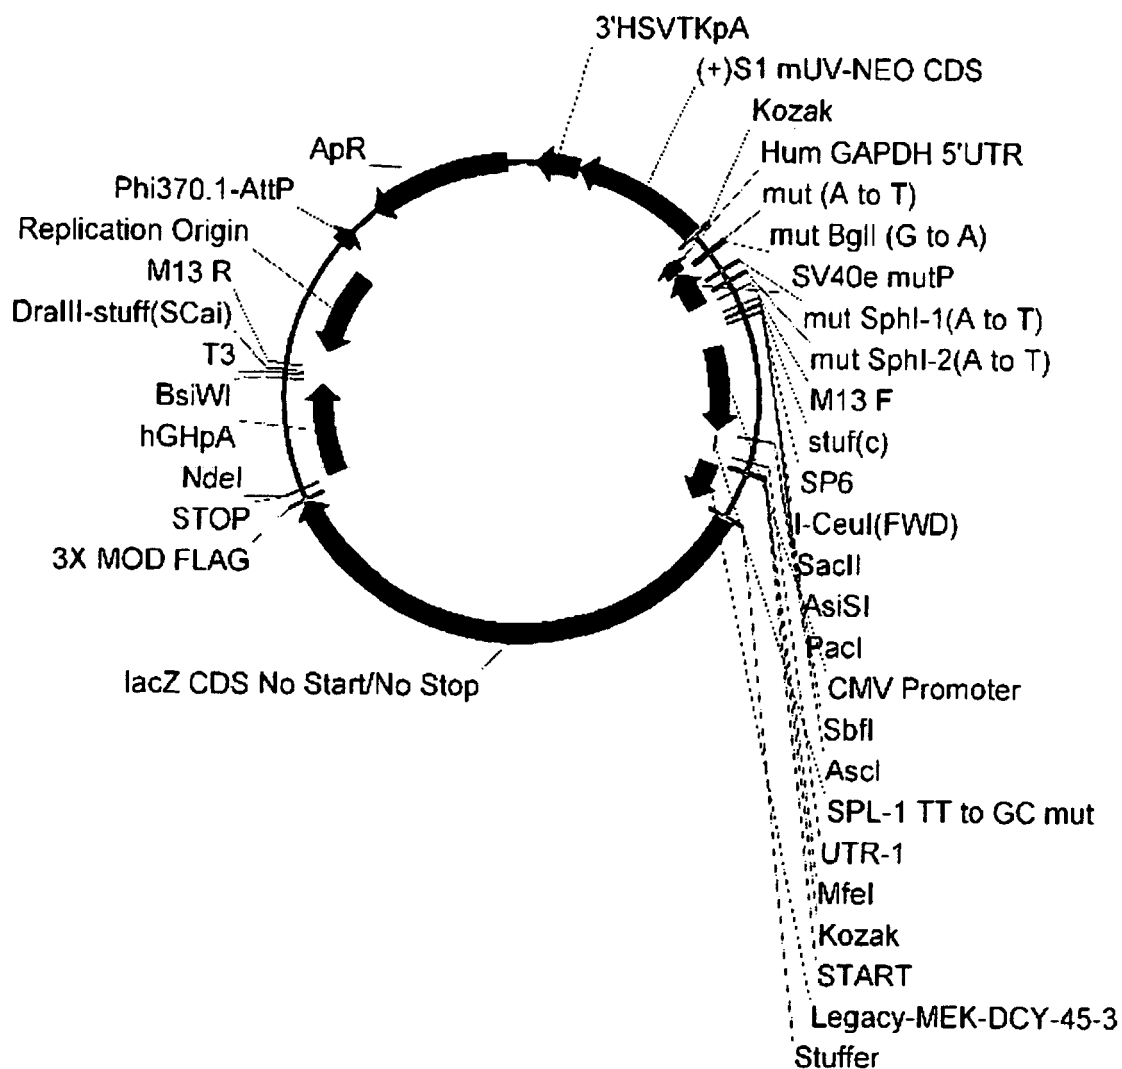 3'HSVTKpA
(+)S1 mUV-NEO CDS
Kozak
Hum GAPDH 5'UTR
mut (A to T)
mut BglI (G to A)
SV40e mutP
mut SphI-1(A to T)
mut SphI-2(A to T)
M13 F
stuf(c)
SP6
I-CeuI(FWD)
SacII
AsiSI
PacI
CMV Promoter
SbfI
AscI
SPL-1 TT to GC mut
UTR-1
MfeI
Kozak
START
Legacy-MEK-DCY-45-3
Stuffer
lacZ CDS No Start/No Stop
3X MOD FLAG
STOP
NdeI
hGHpA
BsiWI
T3
DraIII-stuff(SCai)
M13 R
Replication Origin
Phi370.1-AttP
ApR